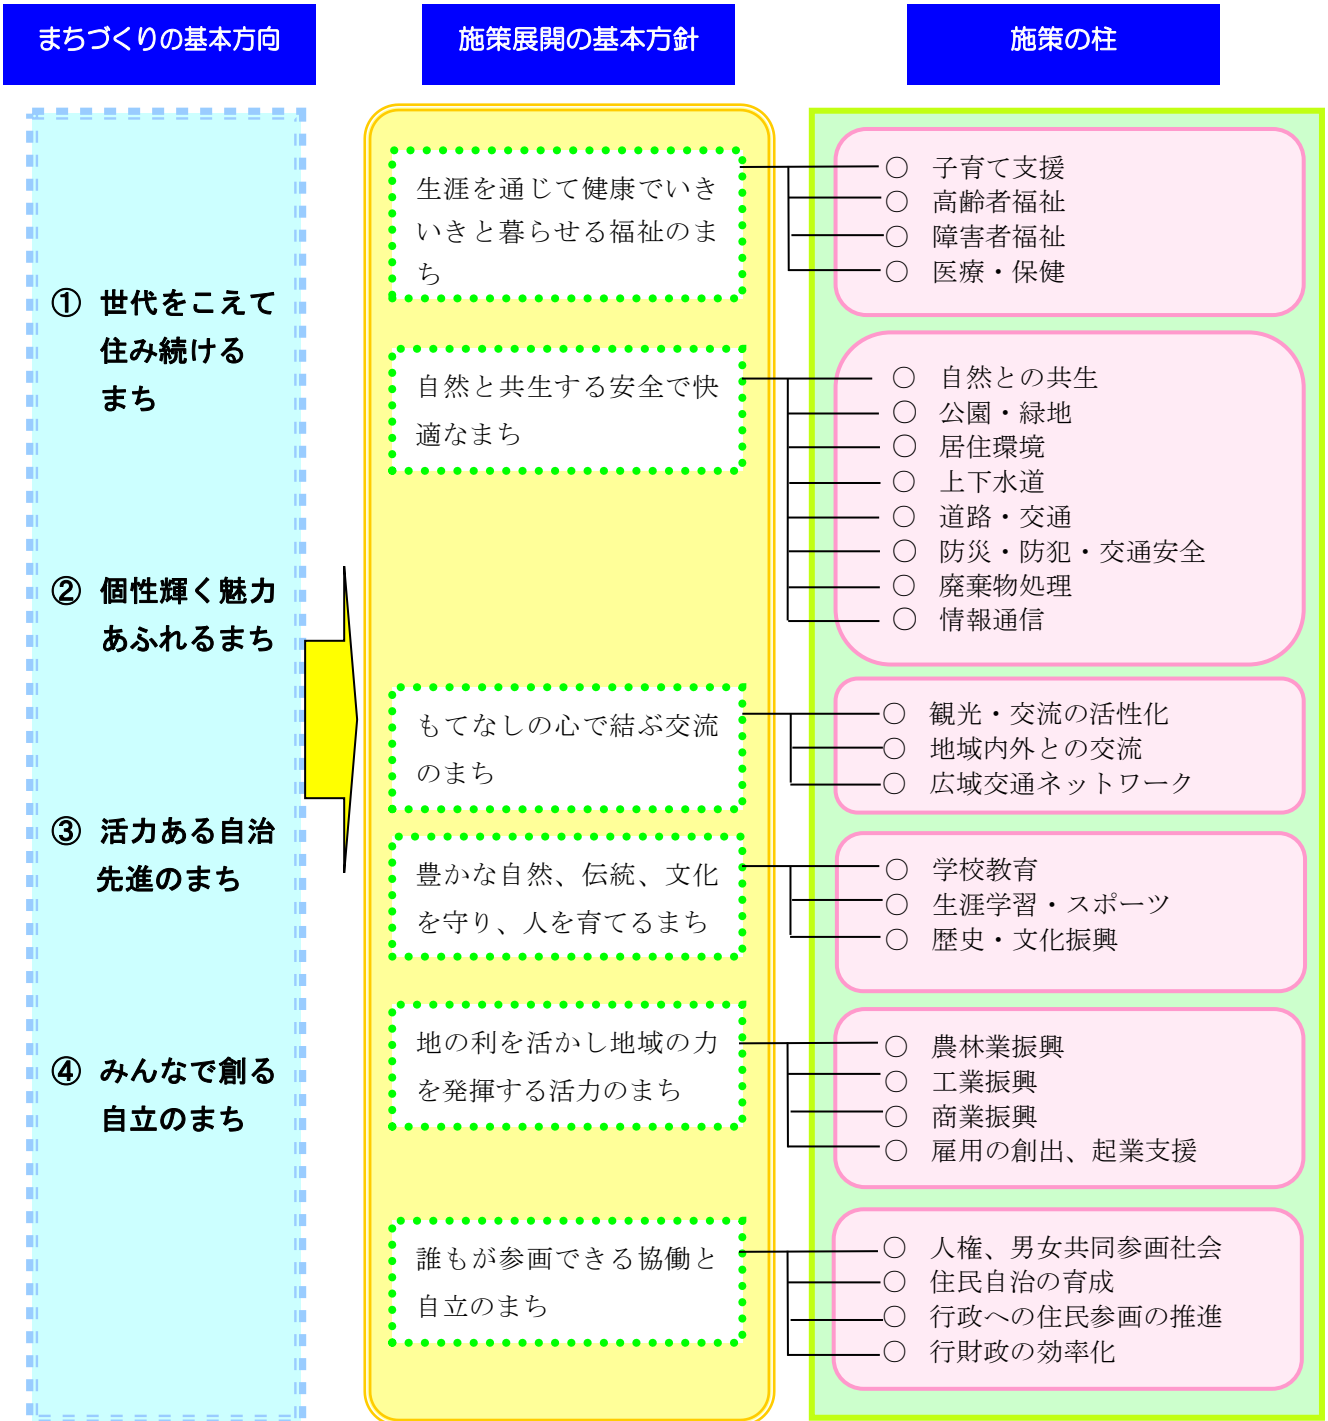 まちづくりの基本方向
施策展開の基本方針
施策の柱
① 世代をこえて
住み続ける
まち
② 個性輝く魅力
あふれるまち
③ 活力ある自治
先進のまち
④ みんなで創る
自立のまち
生涯を通じて健康でいき
いきと暮らせる福祉のま
ち
○ 子育て支援
○ 高齢者福祉
○ 障害者福祉
○ 医療・保健
自然と共生する安全で快
適なまち
○ 自然との共生
○ 公園・緑地
○ 居住環境
○ 上下水道
○ 道路・交通
○ 防災・防犯・交通安全
○ 廃棄物処理
○ 情報通信
もてなしの心で結ぶ交流
のまち
○ 観光・交流の活性化
○ 地域内外との交流
○ 広域交通ネットワーク
豊かな自然、伝統、文化
を守り、人を育てるまち
○ 学校教育
○ 生涯学習・スポーツ
○ 歴史・文化振興
地の利を活かし地域の力
を発揮する活力のまち
○ 農林業振興
○ 工業振興
○ 商業振興
○ 雇用の創出、起業支援
誰もが参画できる協働と
自立のまち
○ 人権、男女共同参画社会
○ 住民自治の育成
○ 行政への住民参画の推進
○ 行財政の効率化